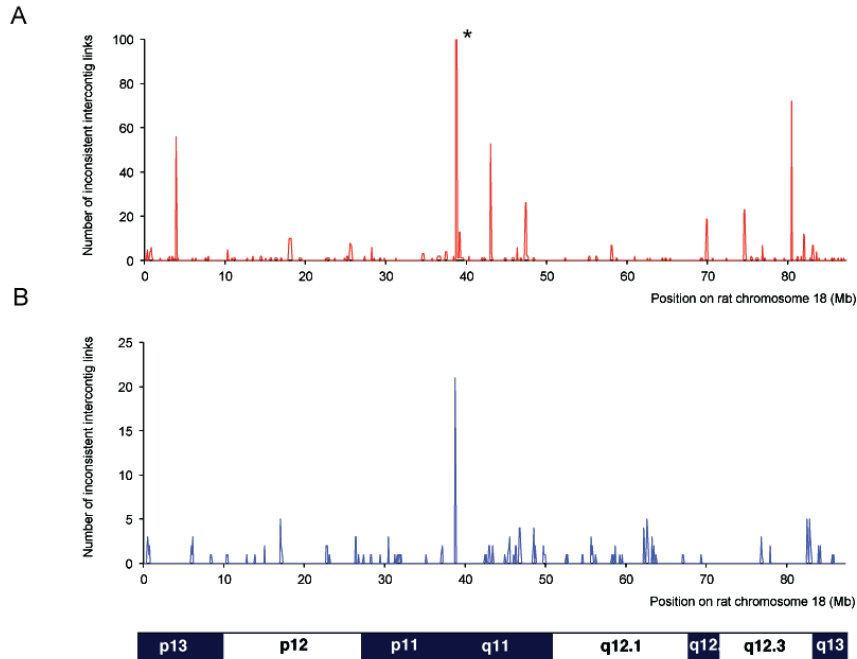 A
Number of inconsistent intercontig links
100
80
60
40
20
0
*
0 10 20 30 40 50 60 70 80
Position on rat chromosome 18 (Mb)
B
Number of inconsistent intercontig links
25
20
15
10
5
0
0 10 20 30 40 50 60 70 80
Position on rat chromosome 18 (Mb)
p13 p12 p11 q11 q12.1 q12. q12.3 q13